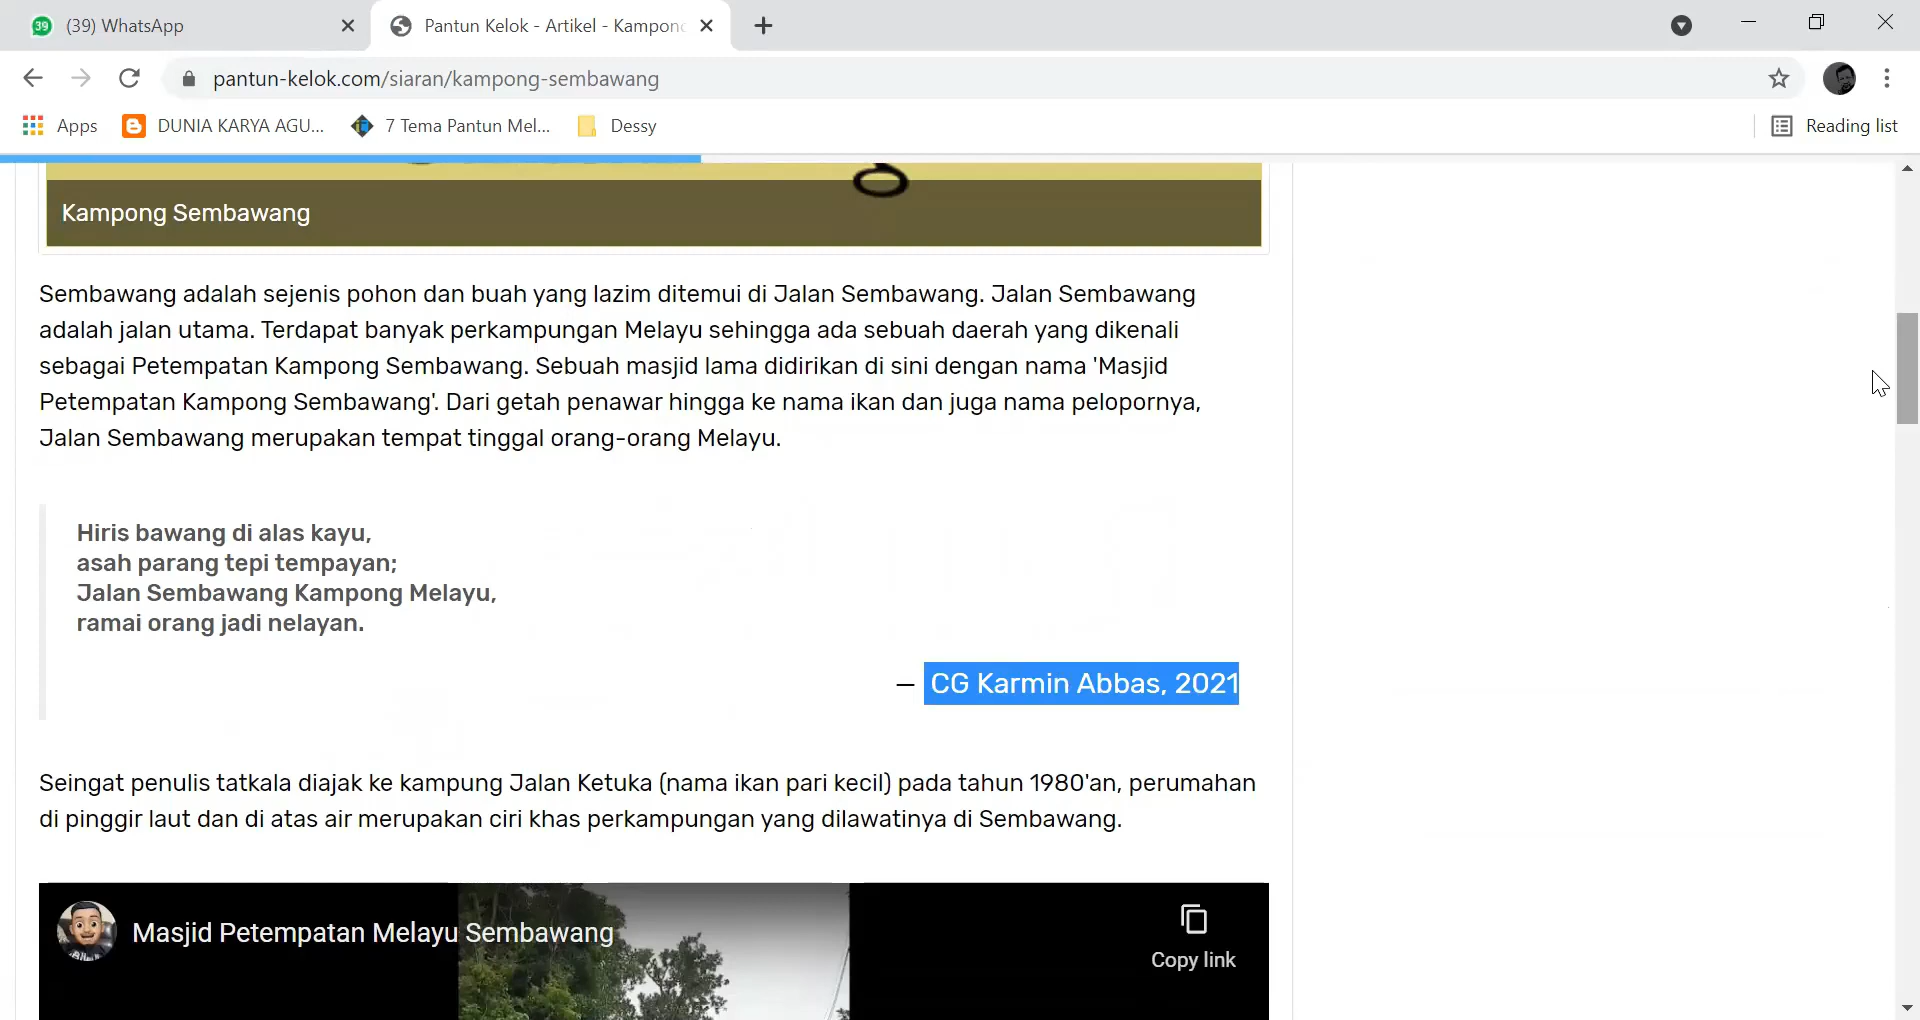 39
(39) WhatsApp
Pantun Kelok - Artikel - Kampong
pantun-kelok.com/siaran/kampong-sembawang
Apps
DUNIA KARYA AGU...
7 Tema Pantun Mel...
Dessy
Reading list
Kampong Sembawang
Sembawang adalah sejenis pohon dan buah yang lazim ditemui di Jalan Sembawang. Jalan Sembawang
adalah jalan utama. Terdapat banyak perkampungan Melayu sehingga ada sebuah daerah yang dikenali
sebagai Petempatan Kampong Sembawang. Sebuah masjid lama didirikan di sini dengan nama 'Masjid
Petempatan Kampong Sembawang'. Dari getah penawar hingga ke nama ikan dan juga nama pelopornya,
Jalan Sembawang merupakan tempat tinggal orang-orang Melayu.
Hiris bawang di alas kayu,
asah parang tepi tempayan;
Jalan Sembawang Kampong Melayu,
ramai orang jadi nelayan.
— CG Karmin Abbas, 2021
Seingat penulis tatkala diajak ke kampung Jalan Ketuka (nama ikan pari kecil) pada tahun 1980'an, perumahan
di pinggir laut dan di atas air merupakan ciri khas perkampungan yang dilawatinya di Sembawang.
Masjid Petempatan Melayu Sembawang
Copy link